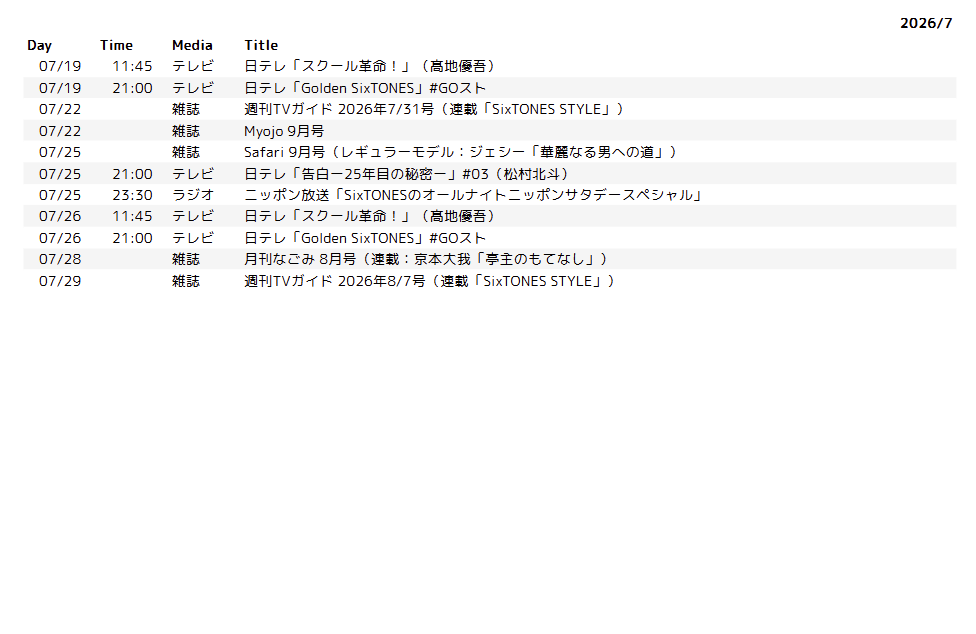 2026/7
Day Time Media Title
07/19 11:45 テレビ 日テレ「スクール革命！」（髙地優吾）
07/19 21:00 テレビ 日テレ「Golden SixTONES」#GOスト
07/22 雑誌 週刊TVガイド 2026年7/31号（連載「SixTONES STYLE」）
07/22 雑誌 Myojo 9月号
07/25 雑誌 Safari 9月号（レギュラーモデル：ジェシー「華麗なる男への道」）
07/25 21:00 テレビ 日テレ「告白ー25年目の秘密ー」#03（松村北斗）
07/25 23:30 ラジオ ニッポン放送「SixTONESのオールナイトニッポンサタデースペシャル」
07/26 11:45 テレビ 日テレ「スクール革命！」（髙地優吾）
07/26 21:00 テレビ 日テレ「Golden SixTONES」#GOスト
07/28 雑誌 月刊なごみ 8月号（連載：京本大我「亭主のもてなし」）
07/29 雑誌 週刊TVガイド 2026年8/7号（連載「SixTONES STYLE」）